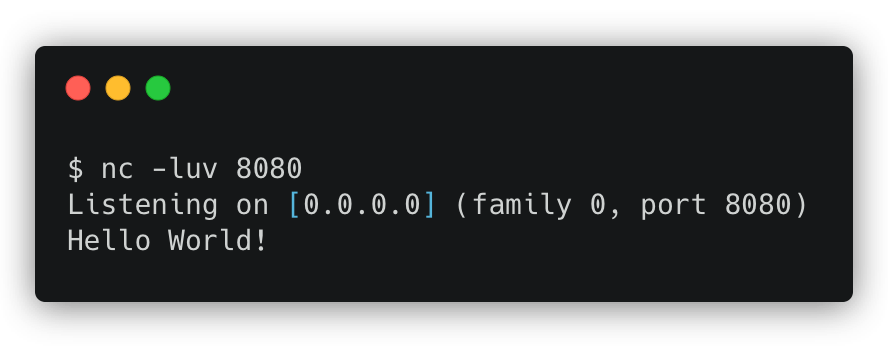 $ nc -luv 8080
Listening on [0.0.0.0] (family 0, port 8080)
Hello World!